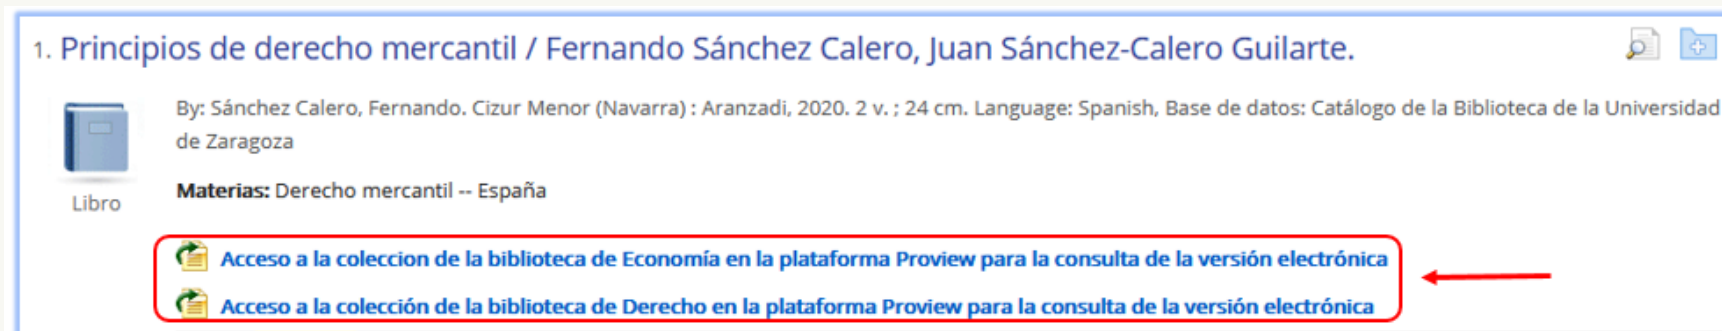 1. Principios de derecho mercantil / Fernando Sánchez Calero, Juan Sánchez-Calero Guilarte.
By: Sánchez Calero, Fernando. Cizur Menor (Navarra) : Aranzadi, 2020. 2 v. ; 24 cm. Language: Spanish, Base de datos: Catálogo de la Biblioteca de la Universidad
de Zaragoza
Materias: Derecho mercantil -- España
Libro
Acceso a la coleccion de la biblioteca de Economía en la plataforma Proview para la consulta de la versión electrónica
Acceso a la colección de la biblioteca de Derecho en la plataforma Proview para la consulta de la versión electrónica